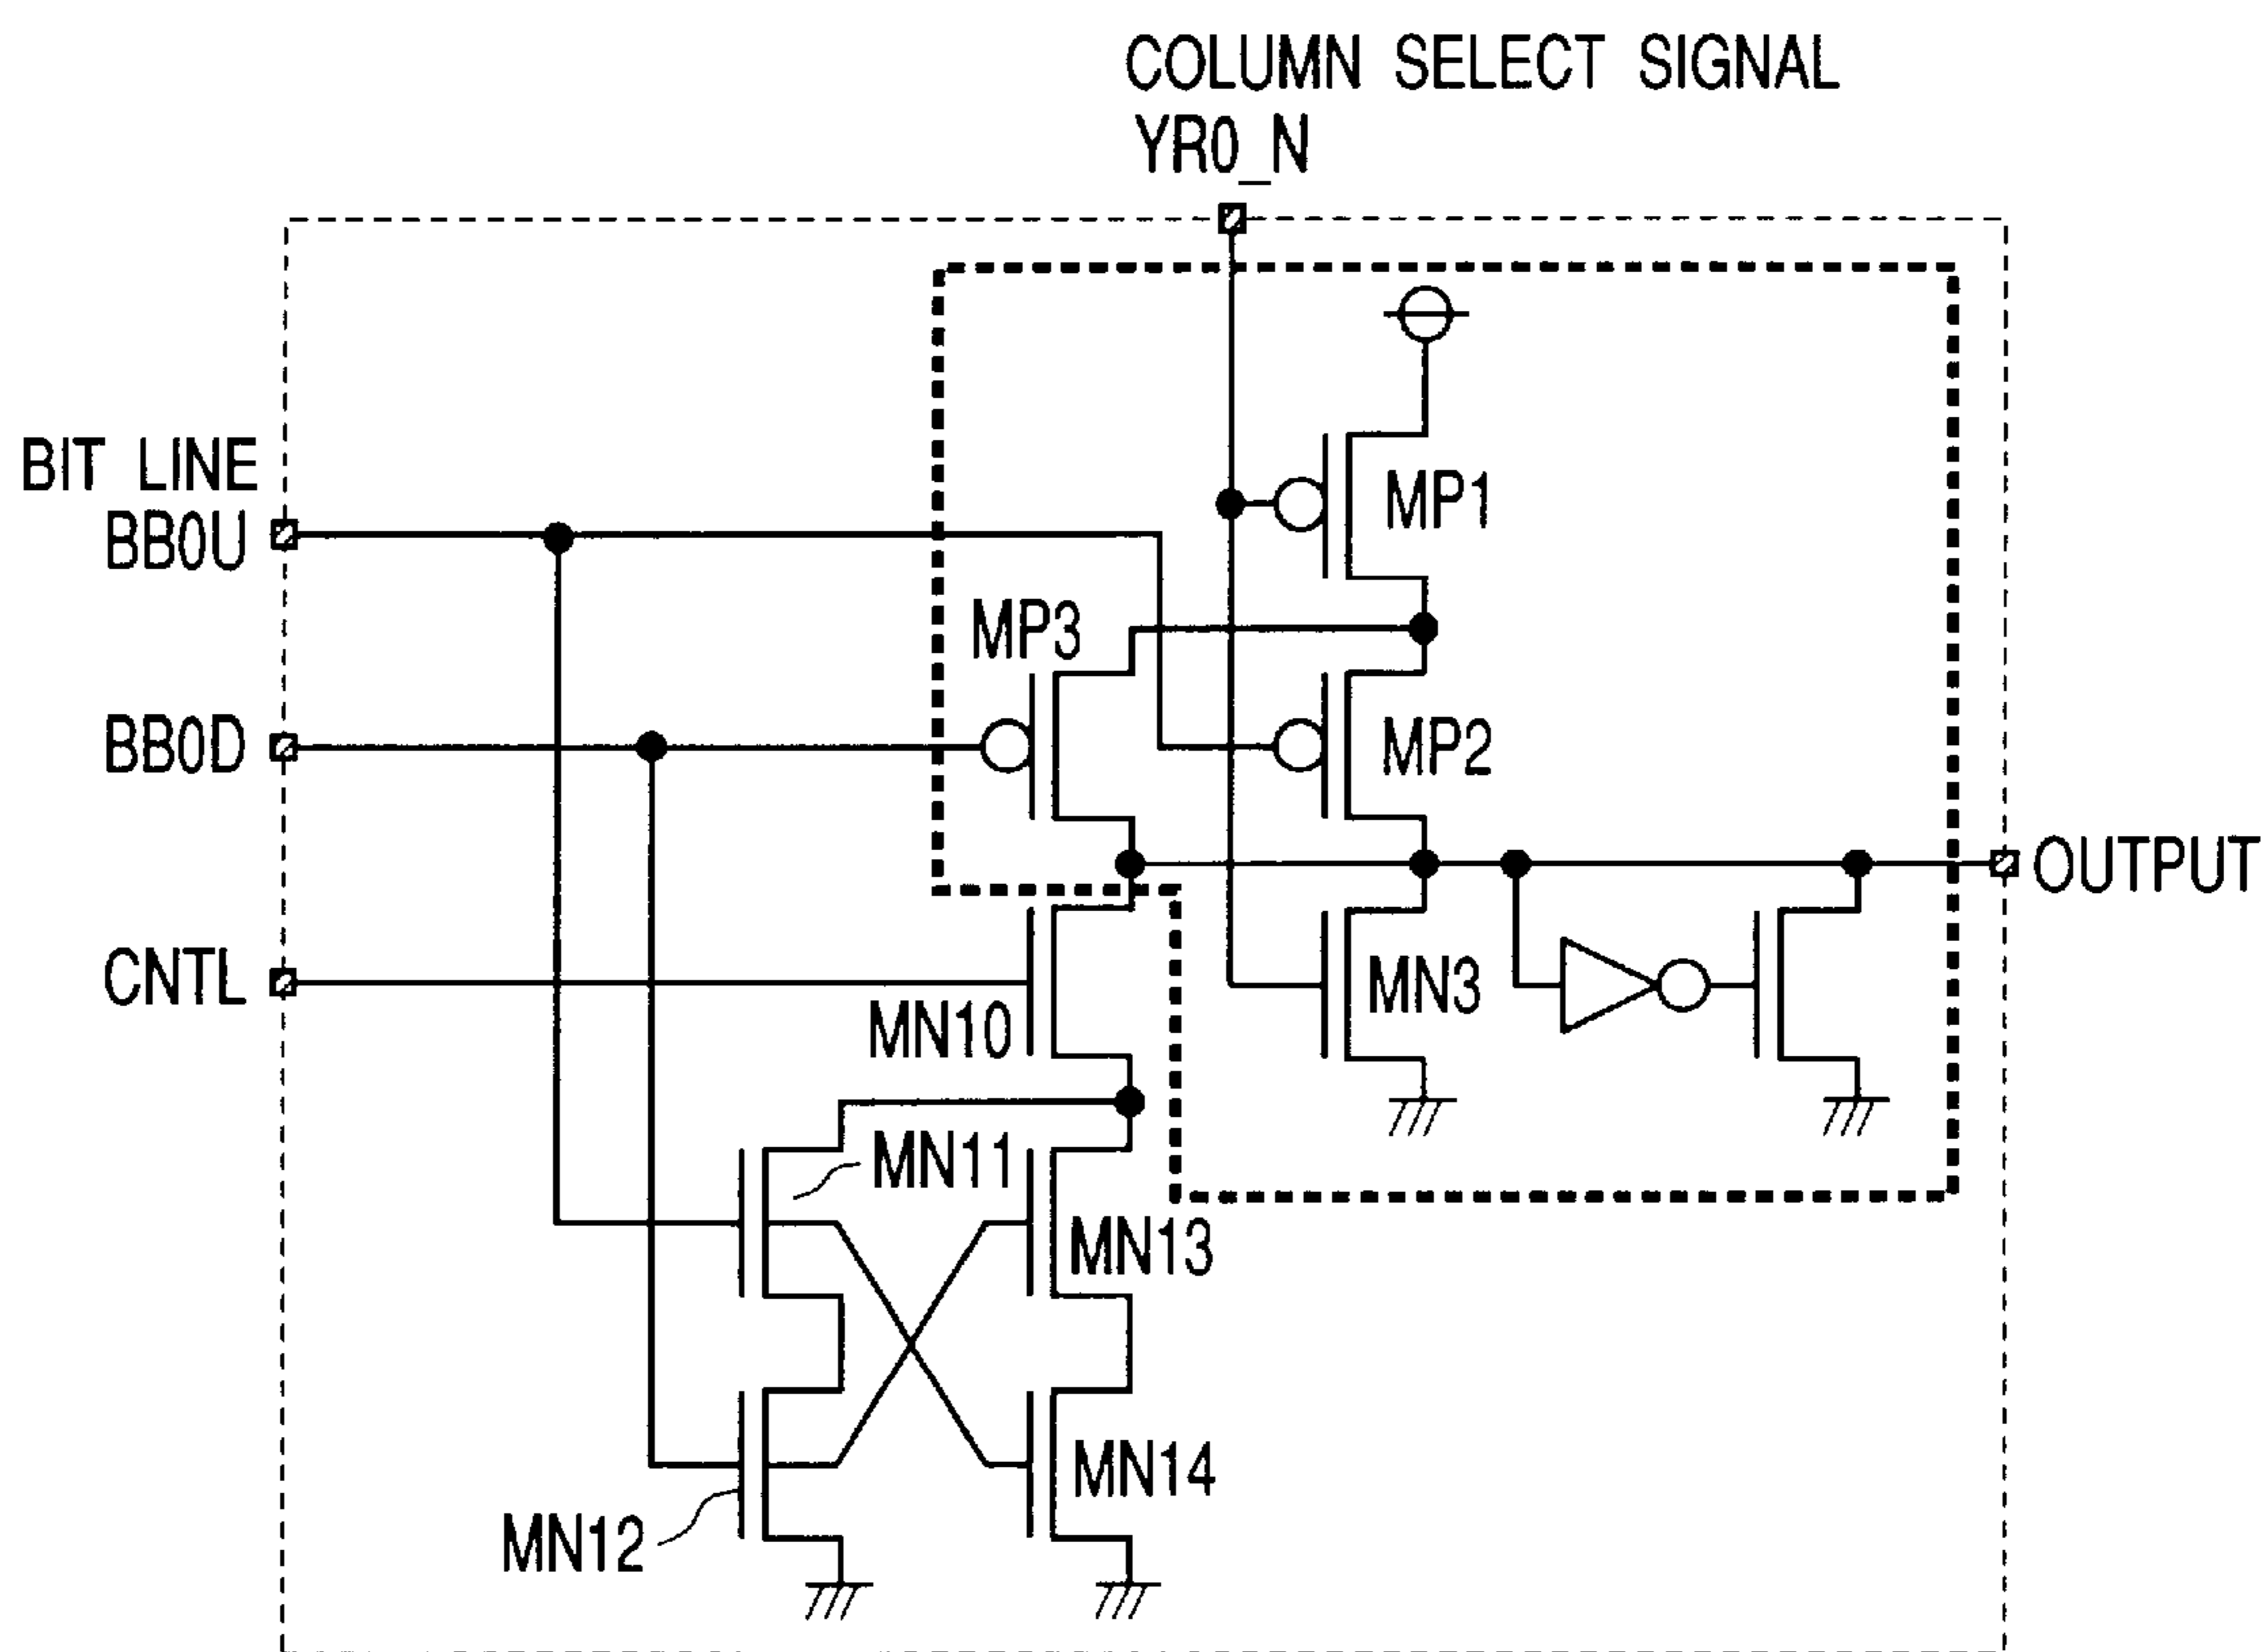 COLUMN SELECT SIGNAL
YR0_N
BIT LINE
BB0U
MP1
MP3
BB0D
MP2
OUTPUT
CNTL
MN10
MN3
MN11
MN13
MN14
MN12